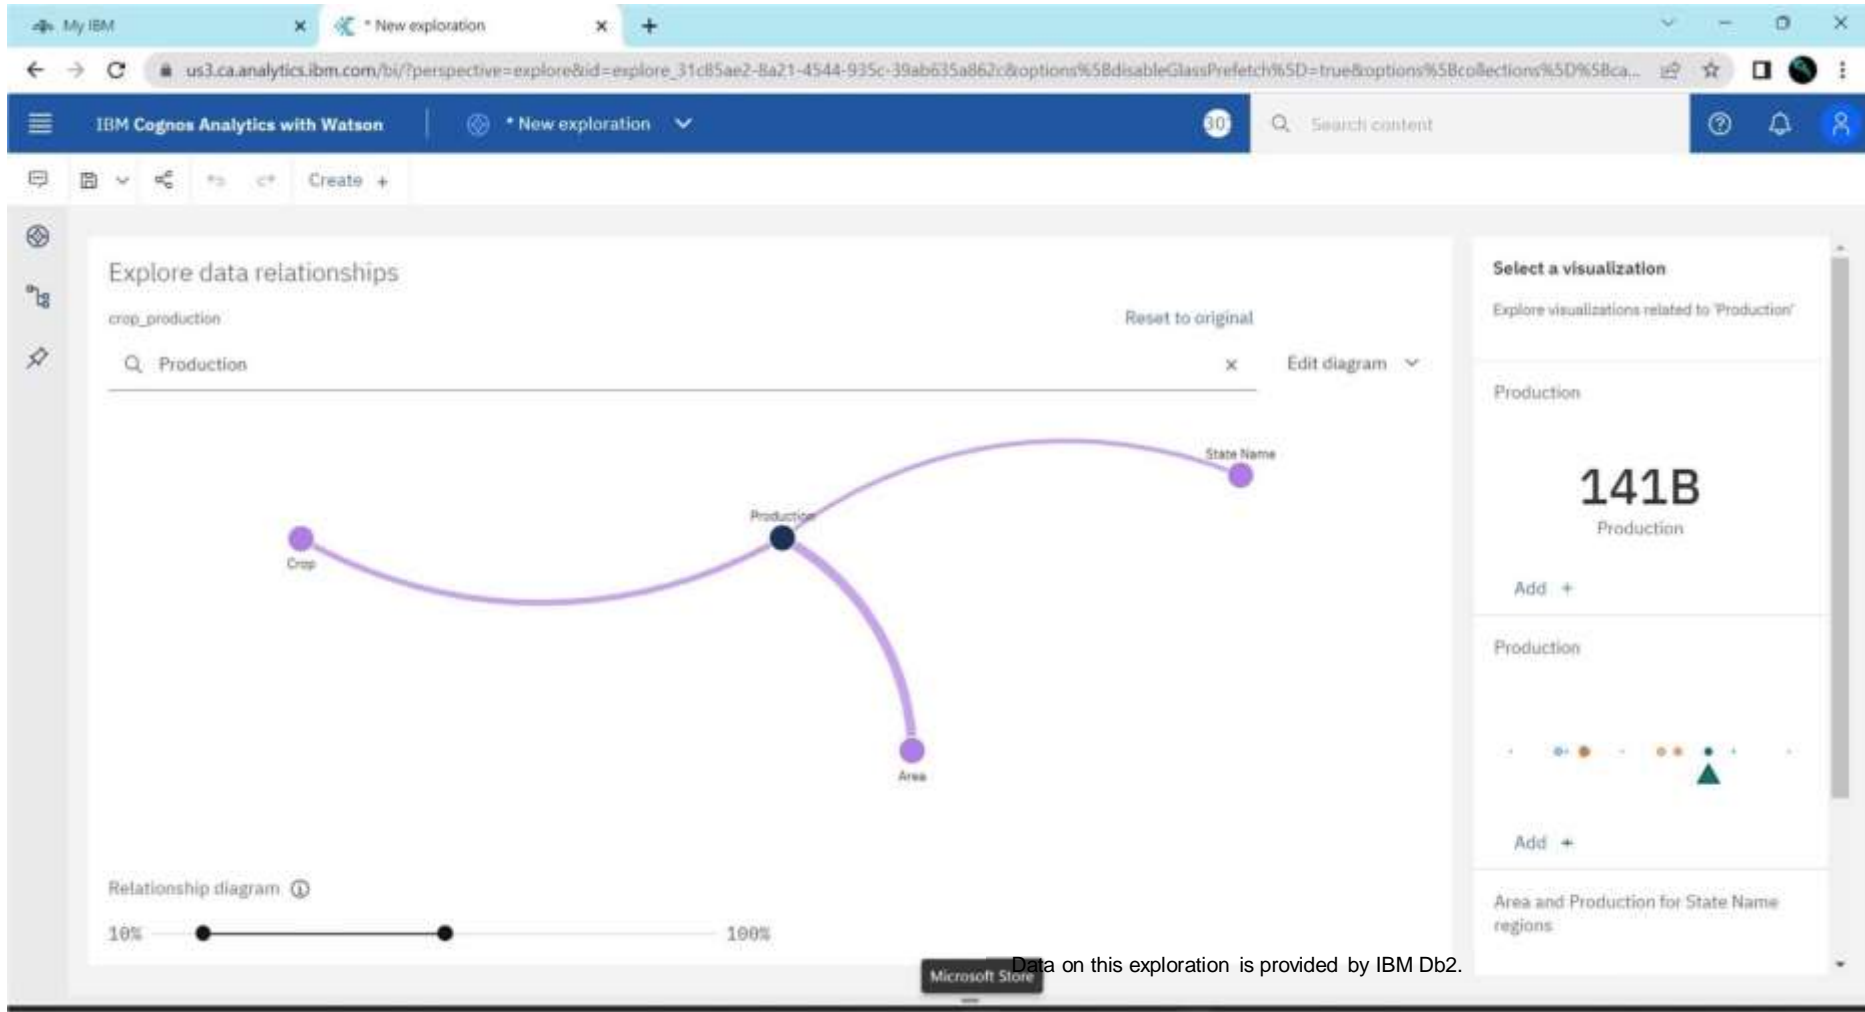 My IBM
* New exploration
us3.ca.analytics.ibm.com/bi/?perspective=explore&id=explore_31c85ae2-8a21-4544-935c-39ab635a862c&options%5BdisableGlassPrefetch%5D=true&options%5Bcollections%5D%5Bca...
IBM Cognos Analytics with Watson
* New exploration
30
Search content
Create +
Explore data relationships
crop_production
Reset to original
Production
Edit diagram
State Name
Production
Crop
Area
Relationship diagram
10%
100%
Select a visualization
Explore visualizations related to 'Production'
Production
141B
Production
Add +
Production
Add +
Area and Production for State Name
regions
Microsoft Store
Data on this exploration is provided by IBM Db2.